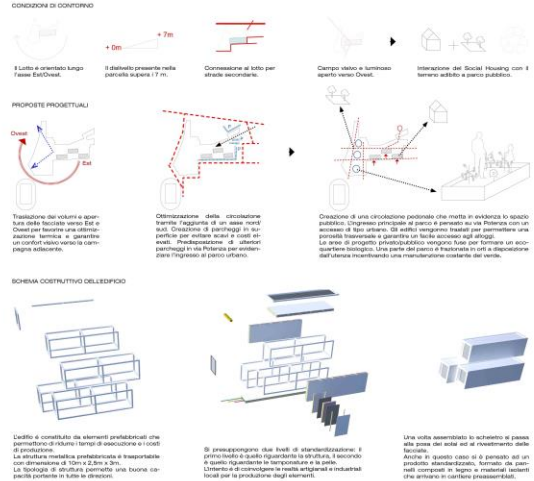 CONDIZIONI DI CONTORNO
+ 0m
+ 7m
Il Lotto è orientato lungo
l'asse Est/Ovest.
Il dislivello presente nella
parcella supera i 7 m.
Connessione al lotto per
strade secondarie.
Campo visivo e luminoso
aperto verso Ovest.
Interazione del Social Housing con il
terreno adibito a parco pubblico.
PROPOSTE PROGETTUALI
Ovest
Est
Traslazione dei volumi e aper-
tura delle facciate verso Est e
Ovest per favorire una ottimiz-
zazione termica e garantire
un confort visivo verso la cam-
pagna adiacente.
Ottimizzazione della circolazione
tramite l'aggiunta di un asse nord/
sud. Creazione di parcheggi in su-
perficie per evitare scavi e costi el-
evati. Predisposizione di ulteriori
parcheggi in via Potenza per eviden-
ziare l'ingresso al parco urbano.
Creazione di una circolazione pedonale che metta in evidenza lo spazio
pubblico. L'ingresso principale al parco è pensato su via Potenza con un
accesso di tipo urbano. Gli edifici vengono traslati per permettere una
porosità trasversale e garantire un facile accesso agli alloggi.
Le aree di progetto privato/pubblico vengono fuse per formare un eco-
quartiere biologico. Una parte del parco è frazionata in orti a disposizione
dall'utenza incentivando una manutenzione costante del verde.
SCHEMA COSTRUTTIVO DELL'EDIFICIO
L'edificio è constituito da elementi prefabbricati che
permettono di ridurre i tempi di esecuzione e i costi
di produzione.
La struttura metallica prefabbricata è trasportabile
con dimensione di 10m x 2,5m x 3m.
La tipologia di struttura permette una buona ca-
pacità portante in tutte le direzioni.
Si presuppongono due livelli di standardizzazione: il
primo livello è quello riguardante la struttura, il secondo
è quello riguardante le tamponature e la pelle.
L'intento è di coinvolgere le realtà artigianali e industriali
locali per la produzione degli elementi.
Una volta assemblato lo scheletro si passa
alla posa dei solai ed al rivestimento delle
facciate.
Anche in questo caso si è pensato ad un
prodotto standardizzato, formato da pan-
nelli composti in legno e materiali isolanti
che arrivano in cantiere preassemblati.